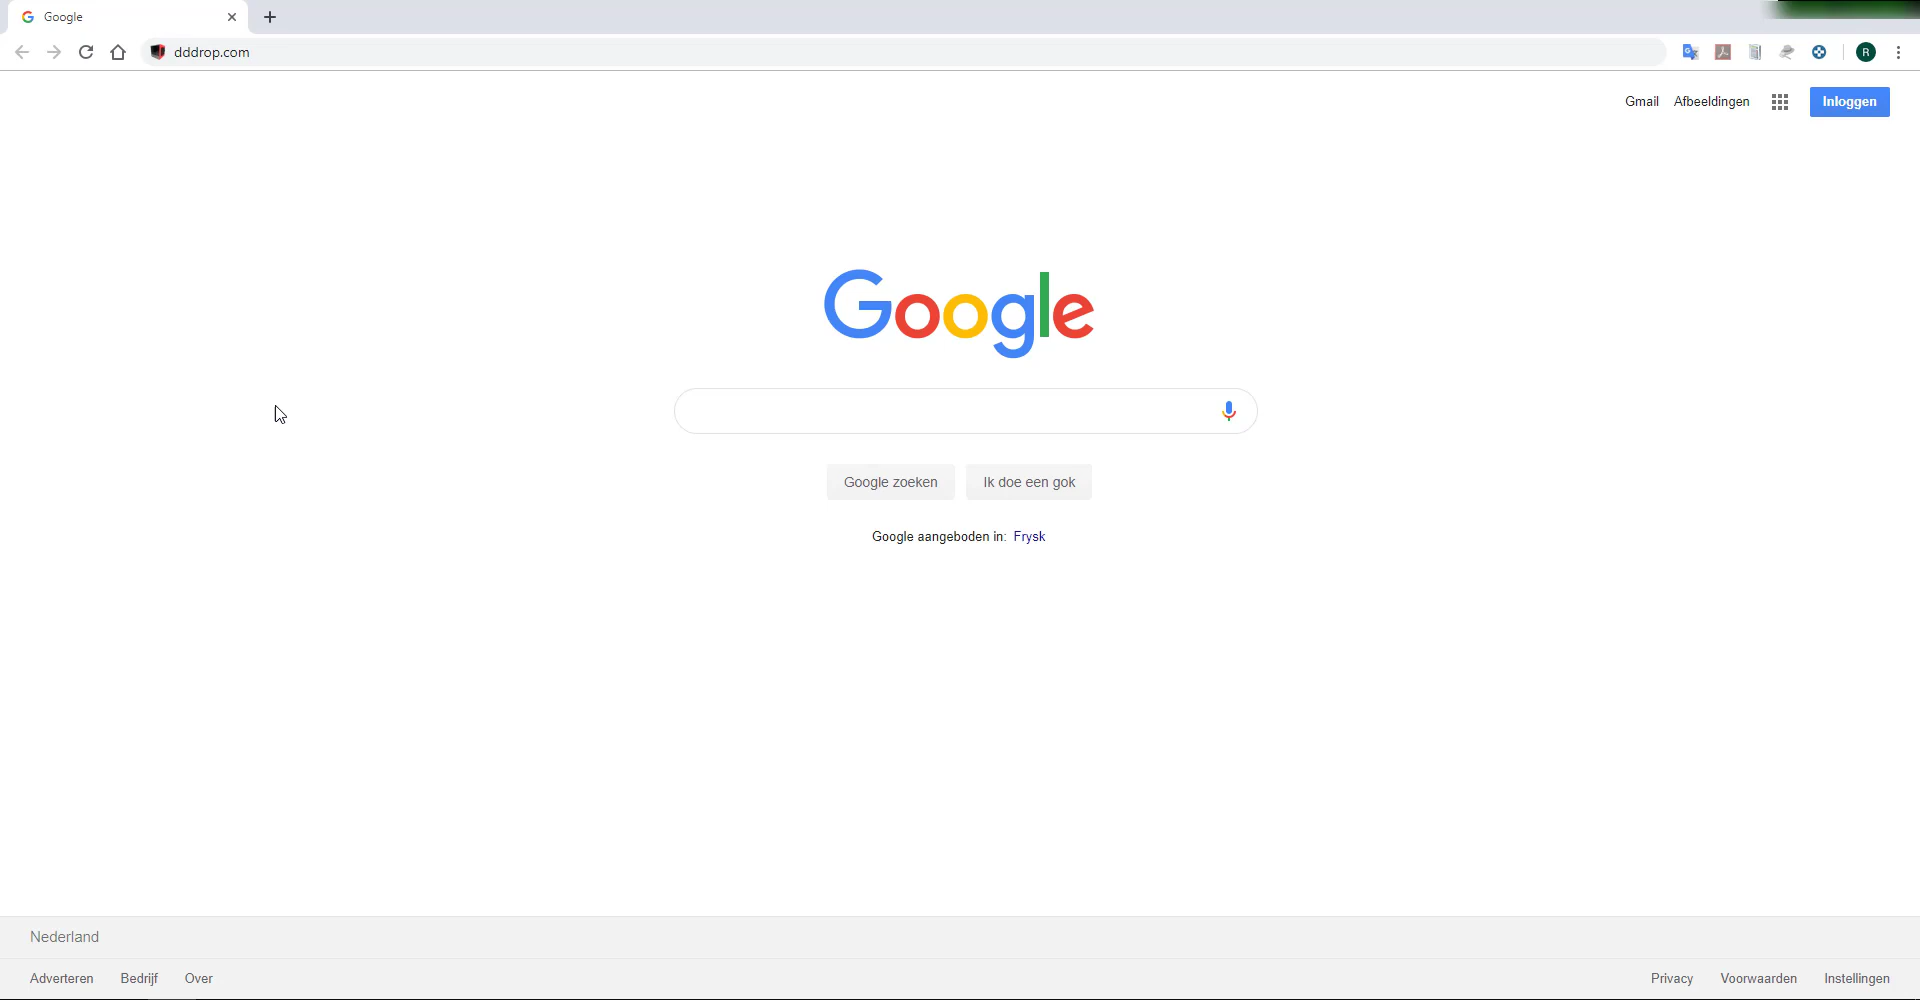 Google
dddrop.com
R
Gmail Afbeeldingen Inloggen
Google
Google zoeken Ik doe een gok
Google aangeboden in: Frysk
Nederland
Adverteren Bedrijf Over Privacy Voorwaarden Instellingen